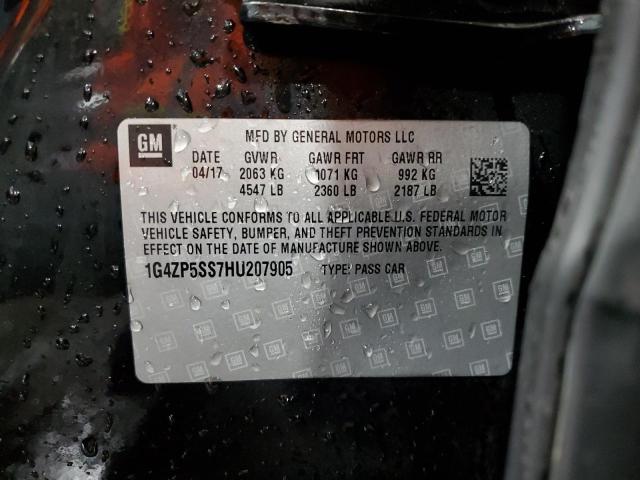 GM
MFD BY GENERAL MOTORS LLC
DATE GVWR GAWR FRT GAWR RR
04/17 2063 KG 1071 KG 992 KG
4547 LB 2360 LB 2187 LB
THIS VEHICLE CONFORMS TO ALL APPLICABLE U.S. FEDERAL MOTOR
VEHICLE SAFETY, BUMPER, AND THEFT PREVENTION STANDARDS IN
EFFECT ON THE DATE OF MANUFACTURE SHOWN ABOVE.
1G4ZP5SS7HU207905 TYPE: PASS CAR